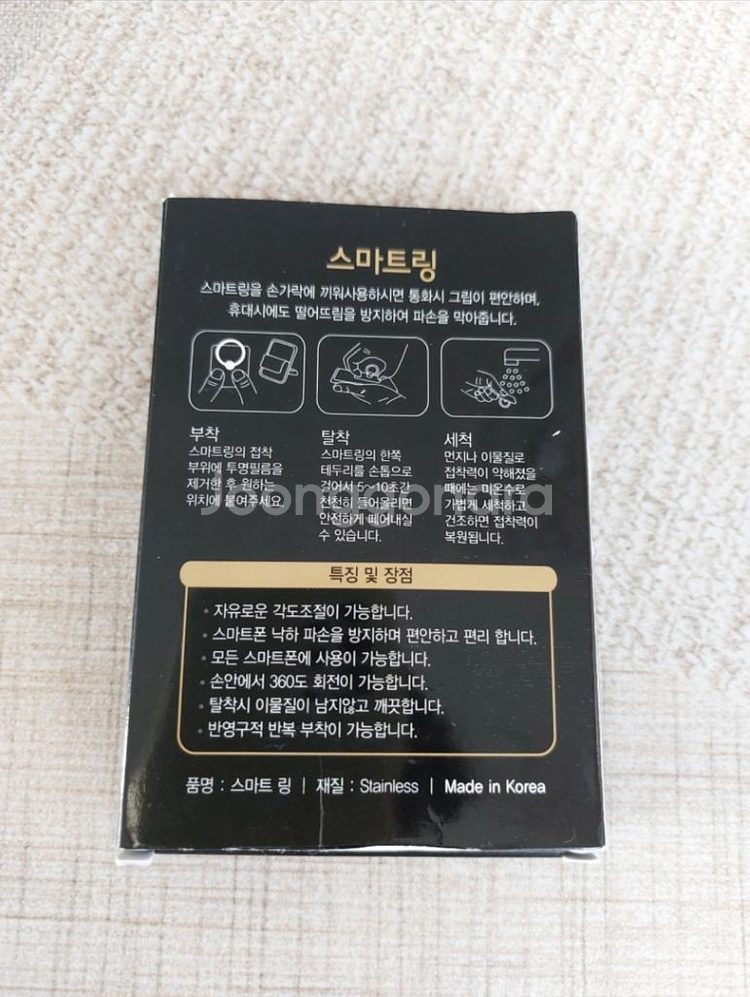 스마트링
스마트링을 손가락에 끼워사용하시면 통화시 그립이 편안하며,
휴대시에도 떨어뜨림을 방지하여 파손을 막아줍니다.
부착
스마트링의 접착
부위에 투명필름을
제거한 후 원하는
위치에 붙여주세요.
탈착
스마트링의 한쪽
테두리를 손톱으로
걸어서 5~10초간
천천히 들어올리면
안전하게 떼어내실
수 있습니다.
세척
먼지나 이물질로
접착력이 약해졌을
때에는 미온수로
가볍게 세척하고
건조하면 접착력이
복원됩니다.
Joongonara
특징 및 장점
• 자유로운 각도조절이 가능합니다.
• 스마트폰 낙하 파손을 방지하며 편안하고 편리 합니다.
• 모든 스마트폰에 사용이 가능합니다.
• 손안에서 360도 회전이 가능합니다.
• 탈착시 이물질이 남지않고 깨끗합니다.
• 반영구적 반복 부착이 가능합니다.
품명 : 스마트 링 | 재질 : Stainless | Made in Korea